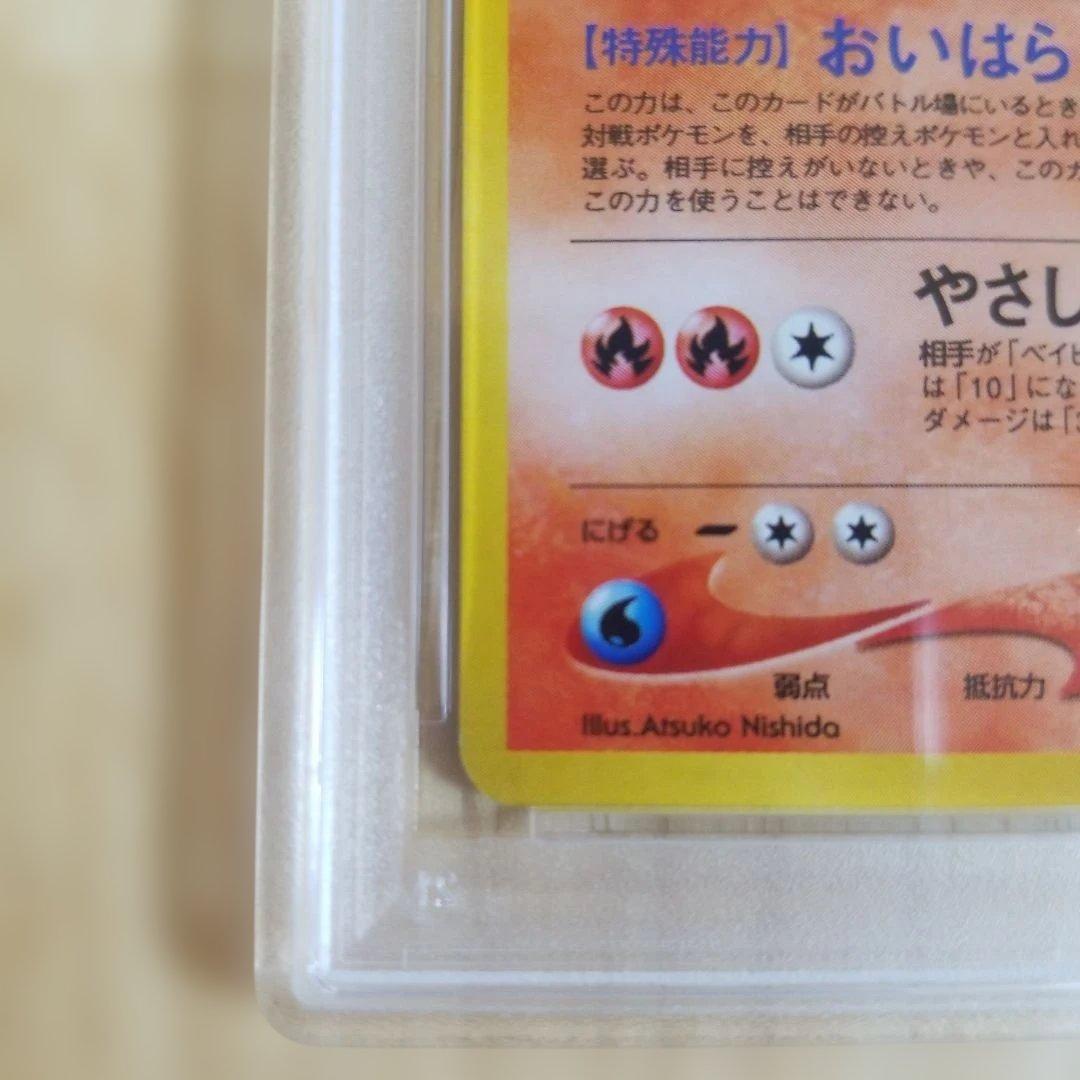 【特殊能力】 おいはら
この力は、このカードがバトル場にいるとき
対戦ポケモンを、相手の控えポケモンと入れ
選ぶ。相手に控えがいないときや、この
この力を使うことはできない。
やさし
相手が「ベイビ
は「10」にな
ダメージは「
にげる
弱点 抵抗力
Illus.Atsuko Nishida